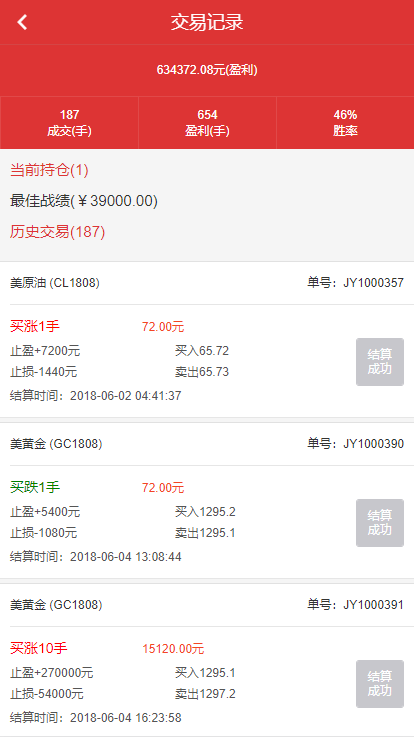 交易记录
634372.08元(盈利)
187 654 46%
成交(手) 盈利(手) 胜率
当前持仓(1)
最佳战绩(￥39000.00)
历史交易(187)
美原油 (CL1808) 单号：JY1000357
买涨1手 72.00元
止盈+7200元 买入65.72
止损-1440元 卖出65.73
结算时间：2018-06-02 04:41:37
结算
成功
美黄金 (GC1808) 单号：JY1000390
买跌1手 72.00元
止盈+5400元 买入1295.2
止损-1080元 卖出1295.1
结算时间：2018-06-04 13:08:44
结算
成功
美黄金 (GC1808) 单号：JY1000391
买涨10手 15120.00元
止盈+270000元 买入1295.1
止损-54000元 卖出1297.2
结算时间：2018-06-04 16:23:58
结算
成功